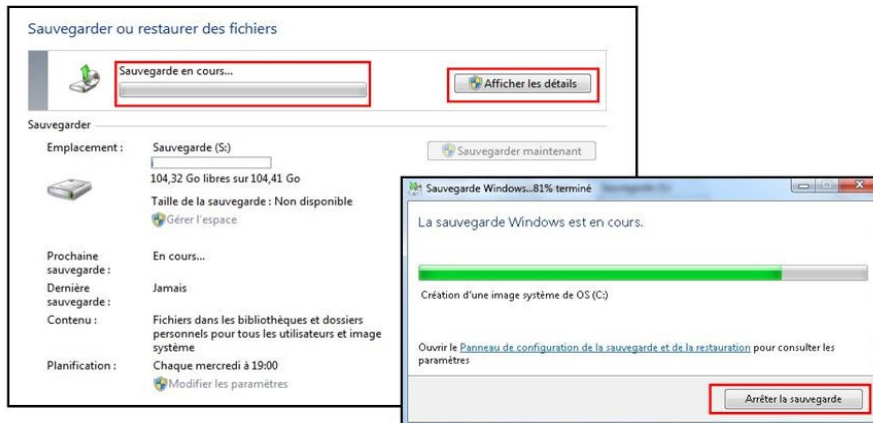 Sauvegarder ou restaurer des fichiers
Sauvegarde en cours...
Afficher les détails
Sauvegarder
Emplacement :
Sauvegarde (S:)
Sauvegarder maintenant
104,32 Go libres sur 104,41 Go
Taille de la sauvegarde : Non disponible
Gérer l'espace
Prochaine
sauvegarde :
En cours...
Dernière
sauvegarde :
Jamais
Contenu :
Fichiers dans les bibliothèques et dossiers
personnels pour tous les utilisateurs et image
système
Planification :
Chaque mercredi à 19:00
Modifier les paramètres
Sauvegarde Windows...81% terminé
La sauvegarde Windows est en cours.
Création d'une image système de OS (C:)
Ouvrir le Panneau de configuration de la sauvegarde et de la restauration pour consulter les
paramètres
Arrêter la sauvegarde